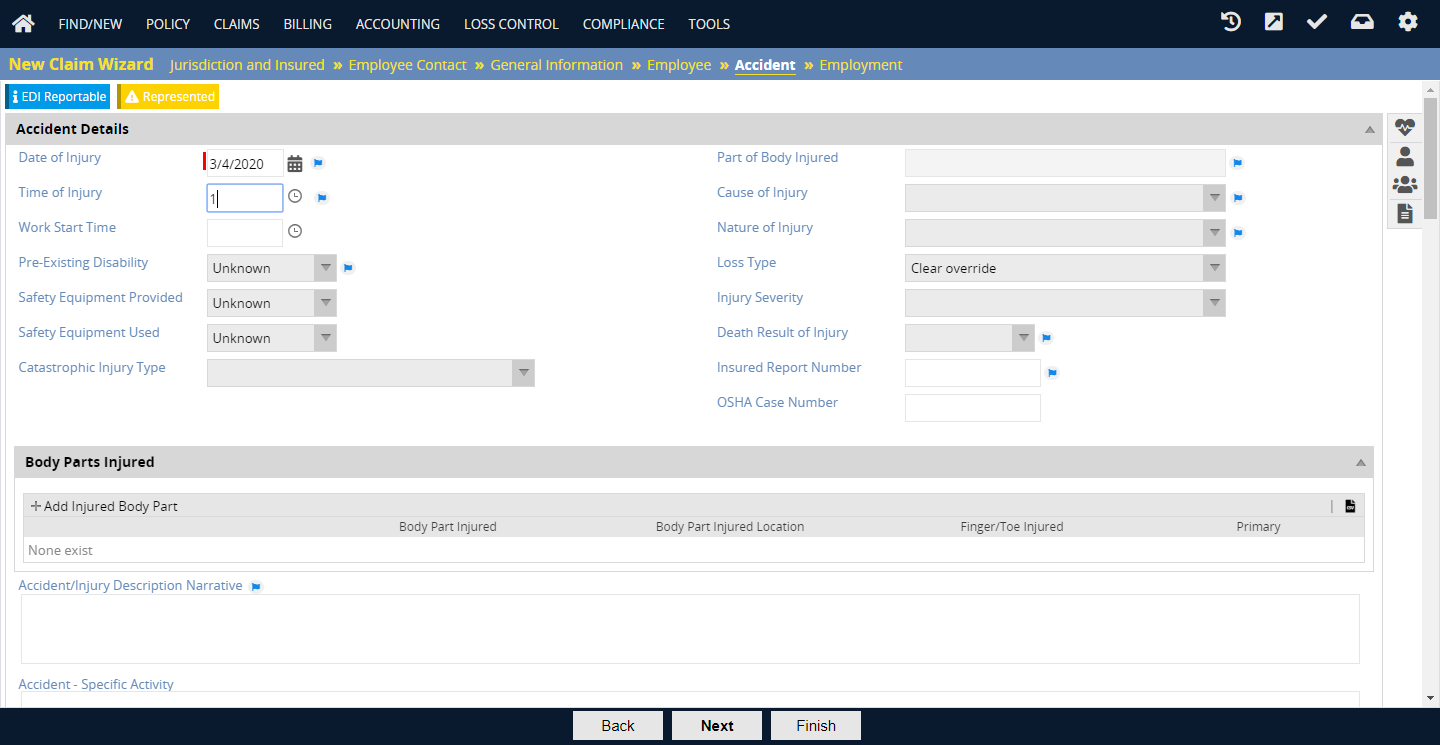 FIND/NEW POLICY CLAIMS BILLING ACCOUNTING LOSS CONTROL COMPLIANCE TOOLS
New Claim Wizard Jurisdiction and Insured » Employee Contact » General Information » Employee » Accident » Employment
EDI Reportable Represented
Accident Details
Date of Injury 3/4/2020
Time of Injury 1
Work Start Time
Pre-Existing Disability Unknown
Safety Equipment Provided Unknown
Safety Equipment Used Unknown
Catastrophic Injury Type
Part of Body Injured
Cause of Injury
Nature of Injury
Loss Type Clear override
Injury Severity
Death Result of Injury
Insured Report Number
OSHA Case Number
Body Parts Injured
Add Injured Body Part
Body Part Injured Body Part Injured Location Finger/Toe Injured Primary
None exist
Accident/Injury Description Narrative
Accident - Specific Activity
Back Next Finish